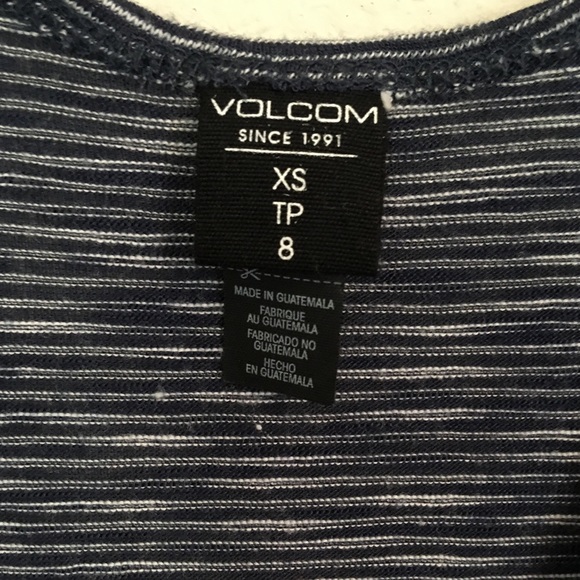 VOLCOM
SINCE 1991
XS
TP
8
MADE IN GUATEMALA
FABRIQUE
AU GUATEMALA
FABRICADO NO
GUATEMALA
HECHO
EN GUATEMALA